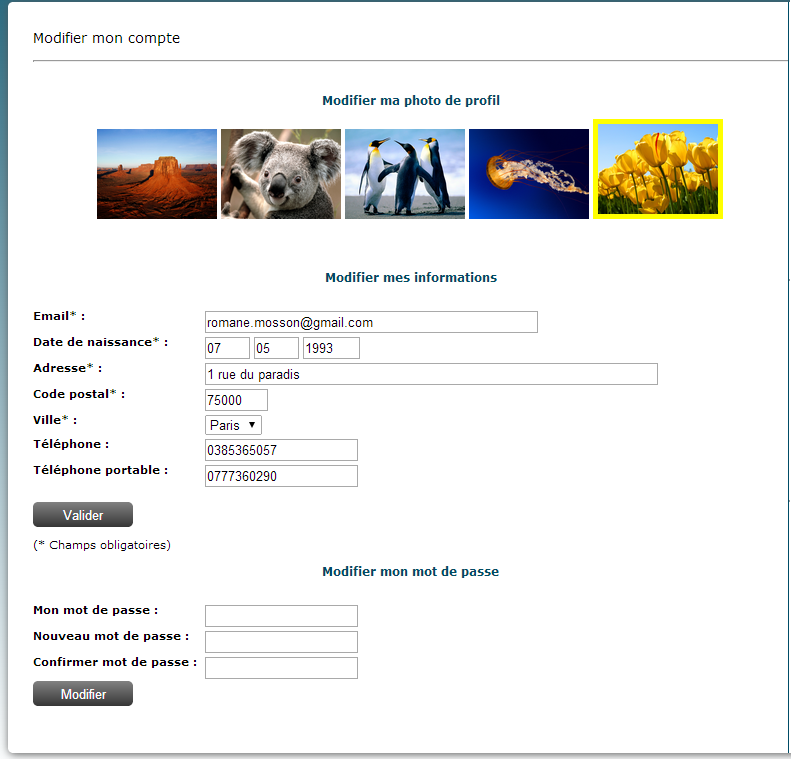 Modifier mon compte
Modifier ma photo de profil
Modifier mes informations
Email* : romane.mosson@gmail.com
Date de naissance* : 07 05 1993
Adresse* : 1 rue du paradis
Code postal* : 75000
Ville* : Paris
Téléphone : 0385365057
Téléphone portable : 0777360290
Valider
(* Champs obligatoires)
Modifier mon mot de passe
Mon mot de passe :
Nouveau mot de passe :
Confirmer mot de passe :
Modifier